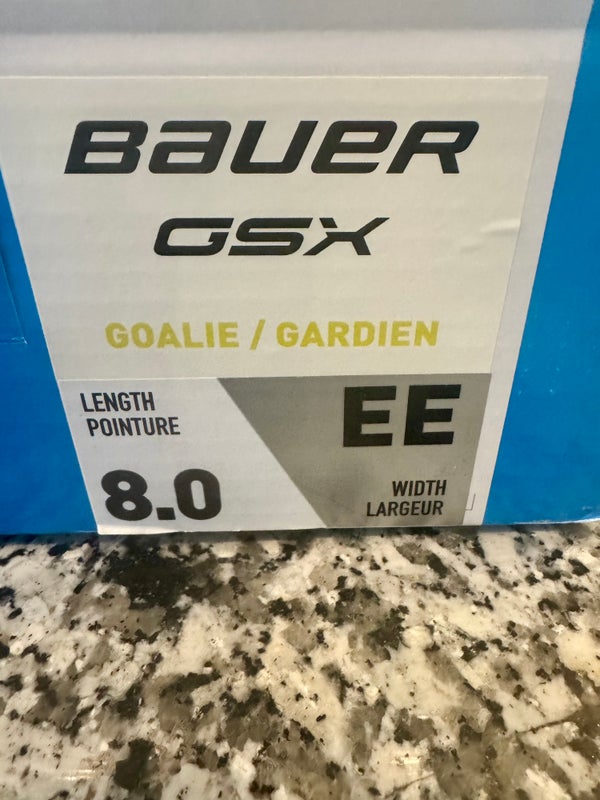 BAUER
GSX
GOALIE / GARDIEN
LENGTH
POINTURE
8.0
EE
WIDTH
LARGEUR